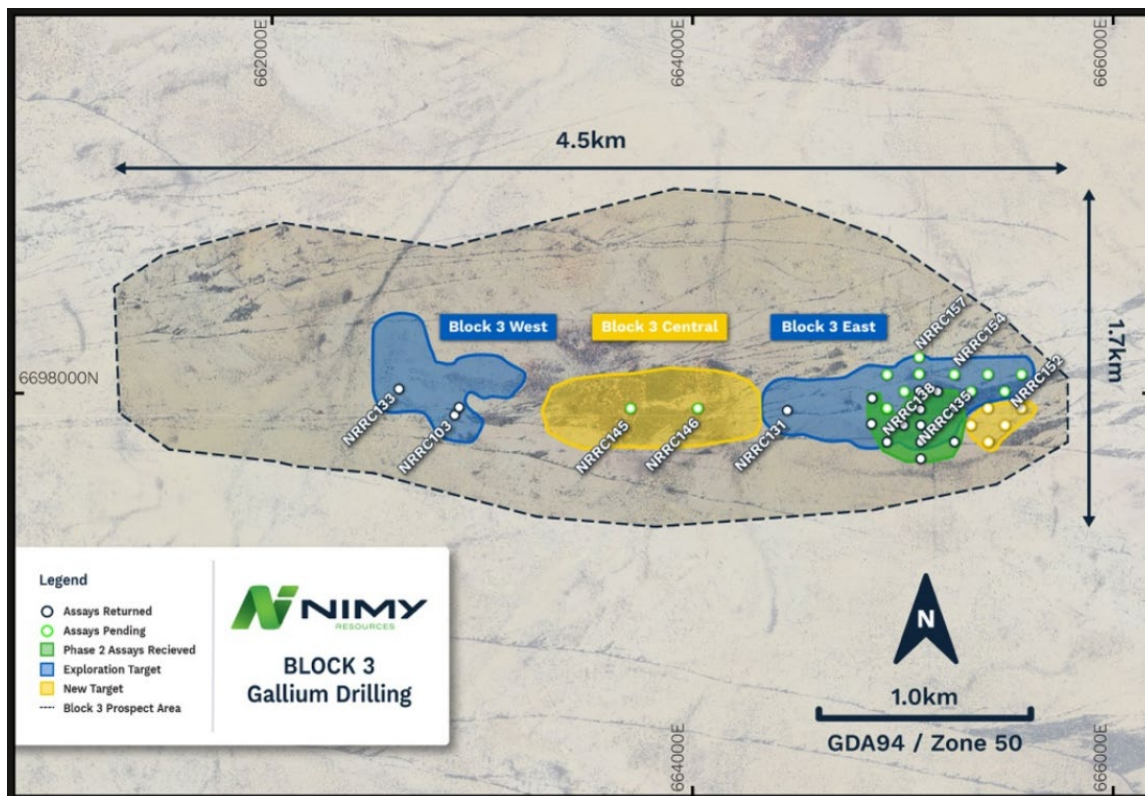 662000E
664000E
666000E
4.5km
1.7km
6698000N
Block 3 West
Block 3 Central
Block 3 East
NRRC133
NRRC103
NRRC145
NRRC146
NRRC131
NRRC138
NRRC135
NRRC157
NRRC154
NRRC152
Legend
Assays Returned
Assays Pending
Phase 2 Assays Recieved
Exploration Target
New Target
Block 3 Prospect Area
NIMY
RESOURCES
BLOCK 3
Gallium Drilling
N
1.0km
GDA94 / Zone 50
664000E
666000E